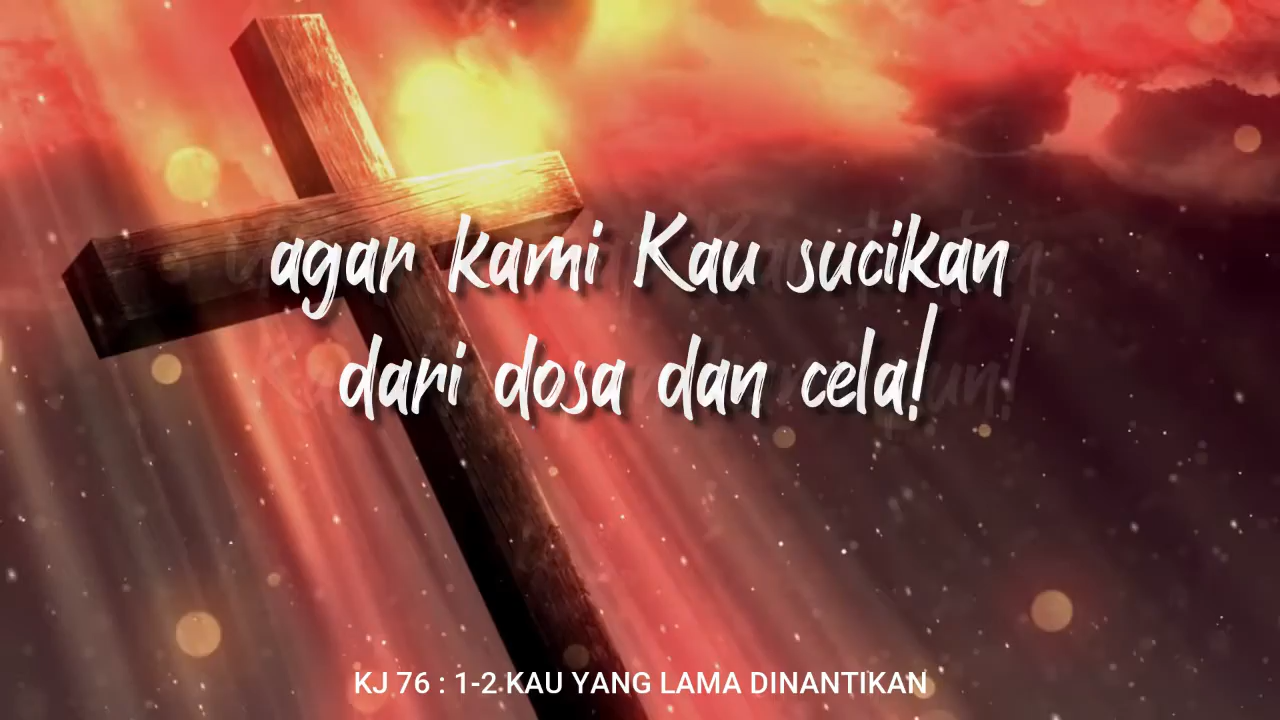 agar kami Kau sucikan
dari dosa dan cela!
KJ 76 : 1-2 KAU YANG LAMA DINANTIKAN